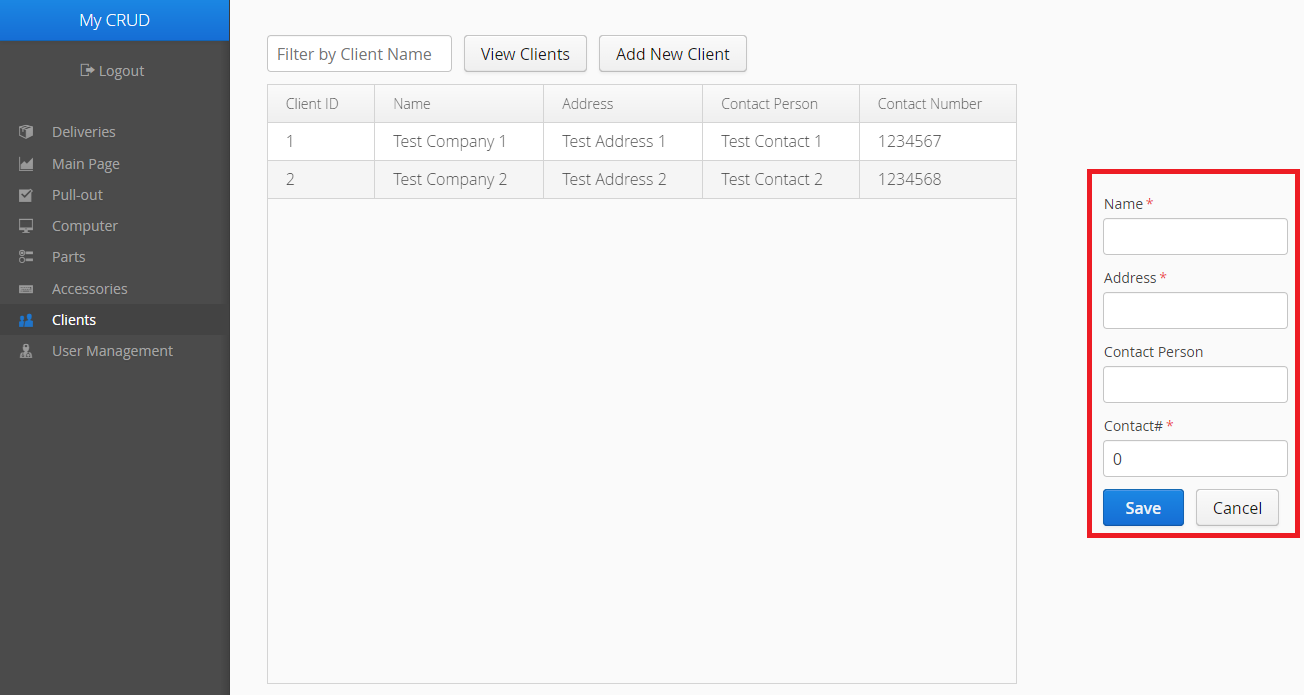 My CRUD
Logout
Deliveries
Main Page
Pull-out
Computer
Parts
Accessories
Clients
User Management
Filter by Client Name View Clients Add New Client
Client ID Name Address Contact Person Contact Number
1 Test Company 1 Test Address 1 Test Contact 1 1234567
2 Test Company 2 Test Address 2 Test Contact 2 1234568
Name *
Address *
Contact Person
Contact# *
0
Save Cancel